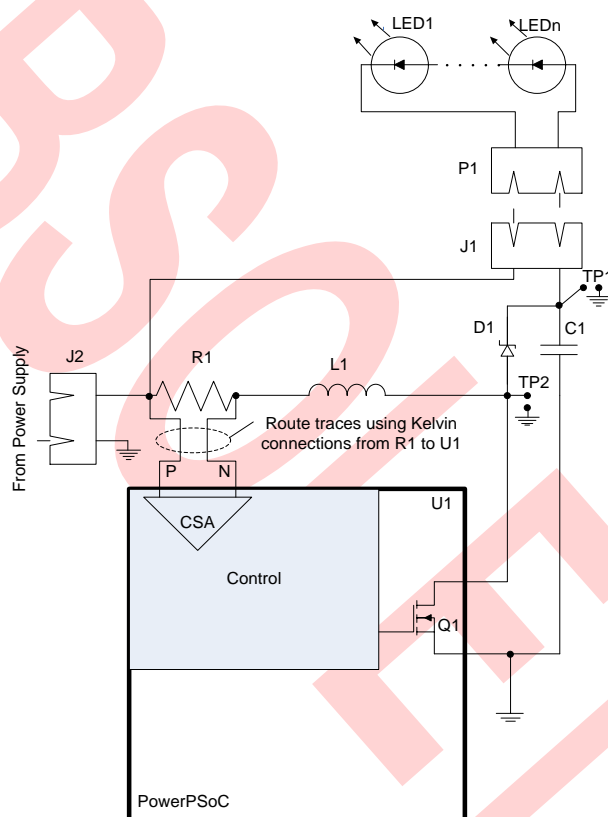 LED1
LEDn
P1
J1
TP1
D1
C1
J2
R1
L1
TP2
From Power Supply
Route traces using Kelvin
connections from R1 to U1
P
N
U1
CSA
Control
Q1
PowerPSoC